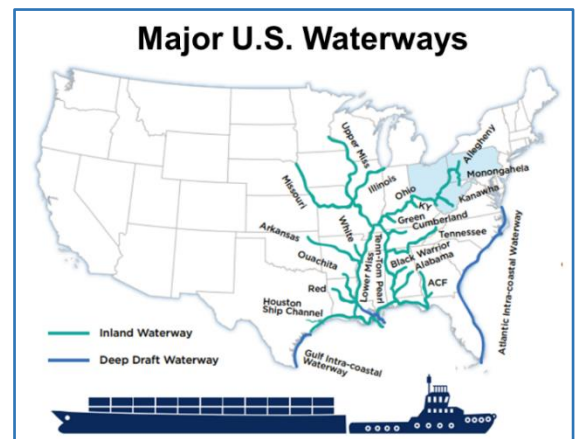 Major U.S. Waterways
Upper Miss
Allegheny
Missouri
Illinois
Ohio
Monongahela
KY
Kanawha
Green
Cumberland
White
Tennessee
Arkansas
Lower Miss
Tenn-Tom Pearl
Black Warrior
Alabama
Ouachita
Red
ACF
Atlantic Intra-coastal Waterway
Houston
Ship Channel
Inland Waterway
Deep Draft Waterway
Gulf Intra-coastal
Waterway